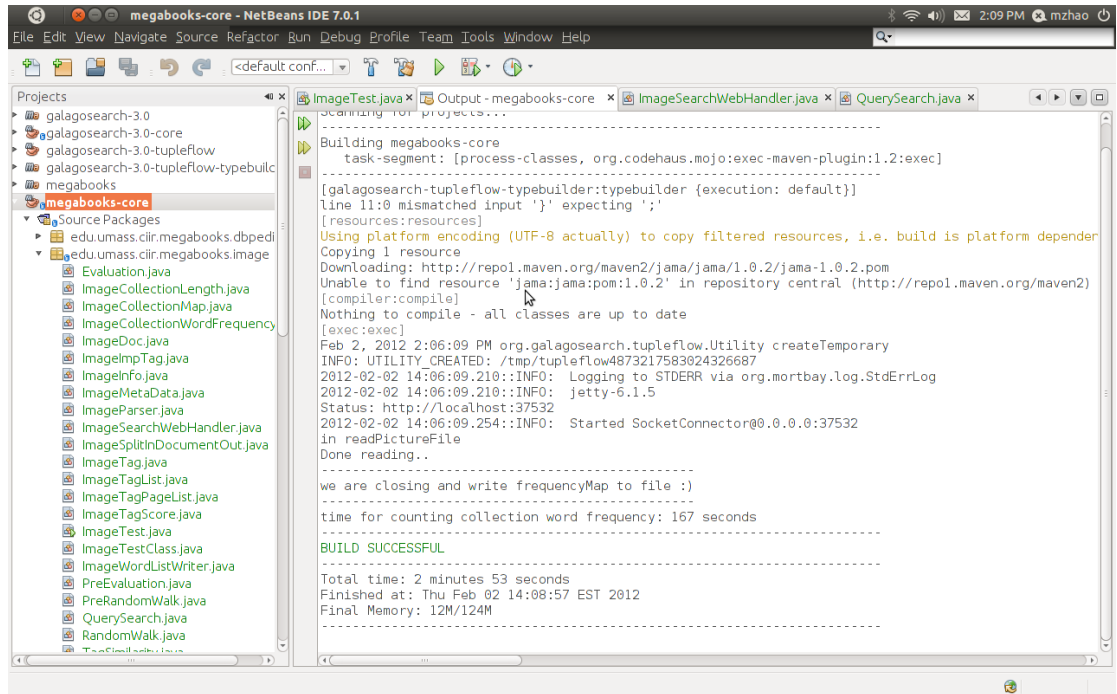 megabooks-core - NetBeans IDE 7.0.1
2:09 PM mzhao
File Edit View Navigate Source Refactor Run Debug Profile Team Tools Window Help
<default conf...
Projects
galagosearch-3.0
galagosearch-3.0-core
galagosearch-3.0-tupleflow
galagosearch-3.0-tupleflow-typebuilc
megabooks
megabooks-core
Source Packages
edu.umass.ciir.megabooks.dbpedi
edu.umass.ciir.megabooks.image
Evaluation.java
ImageCollectionLength.java
ImageCollectionMap.java
ImageCollectionWordFrequency
ImageDoc.java
ImageImpTag.java
ImageInfo.java
ImageMetaData.java
ImageParser.java
ImageSearchWebHandler.java
ImageSplitInDocumentOut.java
ImageTag.java
ImageTagList.java
ImageTagPageList.java
ImageTagScore.java
ImageTest.java
ImageTestClass.java
ImageWordListWriter.java
PreEvaluation.java
PreRandomWalk.java
QuerySearch.java
RandomWalk.java
TagSimilarity.java
ImageTest.java Output - megabooks-core ImageSearchWebHandler.java QuerySearch.java
Scanning for projects...
------------------------------------------------------------------------
Building megabooks-core
task-segment: [process-classes, org.codehaus.mojo:exec-maven-plugin:1.2:exec]
------------------------------------------------------------------------
[galagosearch-tupleflow-typebuilder:typebuilder {execution: default}]
line 11:0 mismatched input '}' expecting ';'
[resources:resources]
Using platform encoding (UTF-8 actually) to copy filtered resources, i.e. build is platform depender
Copying 1 resource
Downloading: http://repo1.maven.org/maven2/jama/jama/1.0.2/jama-1.0.2.pom
Unable to find resource 'jama:jama:pom:1.0.2' in repository central (http://repo1.maven.org/maven2)
[compiler:compile]
Nothing to compile - all classes are up to date
[exec:exec]
Feb 2, 2012 2:06:09 PM org.galagosearch.tupleflow.Utility createTemporary
INFO: UTILITY_CREATED: /tmp/tupleflow4873217583024326687
2012-02-02 14:06:09.210::INFO:  Logging to STDERR via org.mortbay.log.StdErrLog
2012-02-02 14:06:09.210::INFO:  jetty-6.1.5
Status: http://localhost:37532
2012-02-02 14:06:09.254::INFO:  Started SocketConnector@0.0.0.0:37532
in readPictureFile
Done reading..
------------------------------------------------
we are closing and write frequencyMap to file :)
------------------------------------------------
time for counting collection word frequency: 167 seconds
------------------------------------------------------------------------
BUILD SUCCESSFUL
------------------------------------------------------------------------
Total time: 2 minutes 53 seconds
Finished at: Thu Feb 02 14:08:57 EST 2012
Final Memory: 12M/124M
------------------------------------------------------------------------